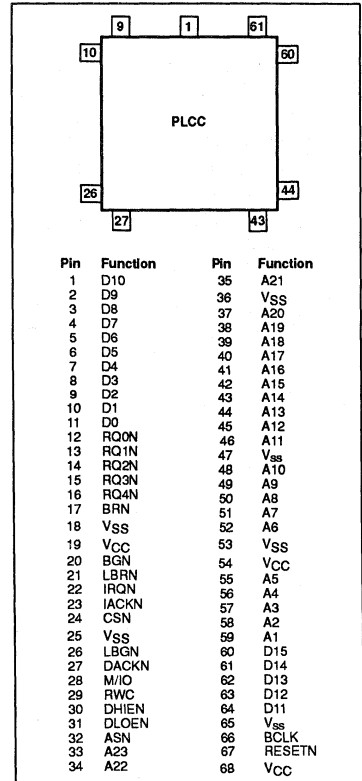 9 1 61
10 60
PLCC
26 44
27 43
Pin Function Pin Function
1 D10 35 A21
2 D9 36 VSS
3 D8 37 A20
4 D7 38 A19
5 D6 39 A18
6 D5 40 A17
7 D4 41 A16
8 D3 42 A15
9 D2 43 A14
10 D1 44 A13
11 D0 45 A12
12 RQ0N 46 A11
13 RQ1N 47 Vss
14 RQ2N 48 A10
15 RQ3N 49 A9
16 RQ4N 50 A8
17 BRN 51 A7
18 VSS 52 A6
19 VCC 53 VSS
20 BGN 54 VCC
21 LBRN 55 A5
22 IRQN 56 A4
23 IACKN 57 A3
24 CSN 58 A2
25 VSS 59 A1
26 LBGN 60 D15
27 DACKN 61 D14
28 M/IO 62 D13
29 RWC 63 D12
30 DHIEN 64 D11
31 DLOEN 65 Vss
32 ASN 66 BCLK
33 A23 67 RESETN
34 A22 68 VCC